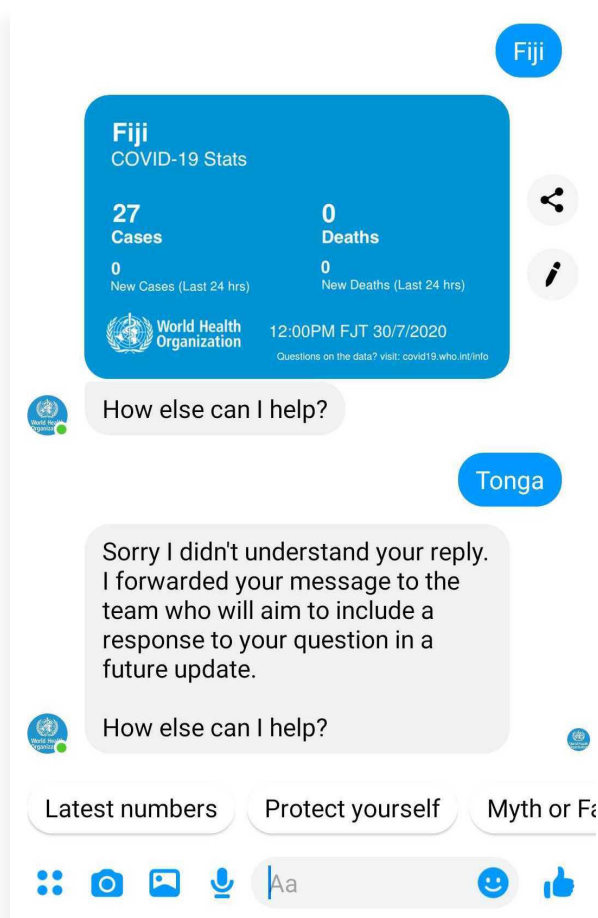 Fiji
Fiji
COVID-19 Stats
27
Cases
0
Deaths
0
New Cases (Last 24 hrs)
0
New Deaths (Last 24 hrs)
World Health
Organization
12:00PM FJT 30/7/2020
Questions on the data? visit: covid19.who.int/info
How else can I help?
Tonga
Sorry I didn't understand your reply.
I forwarded your message to the
team who will aim to include a
response to your question in a
future update.
How else can I help?
Latest numbers
Protect yourself
Myth or Fa
Aa